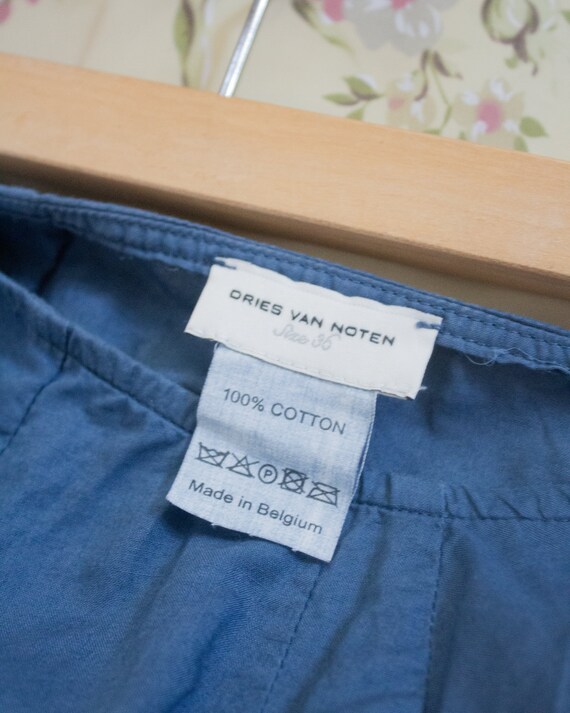 DRIES VAN NOTEN
Size 36
100% COTTON
P
Made in Belgium